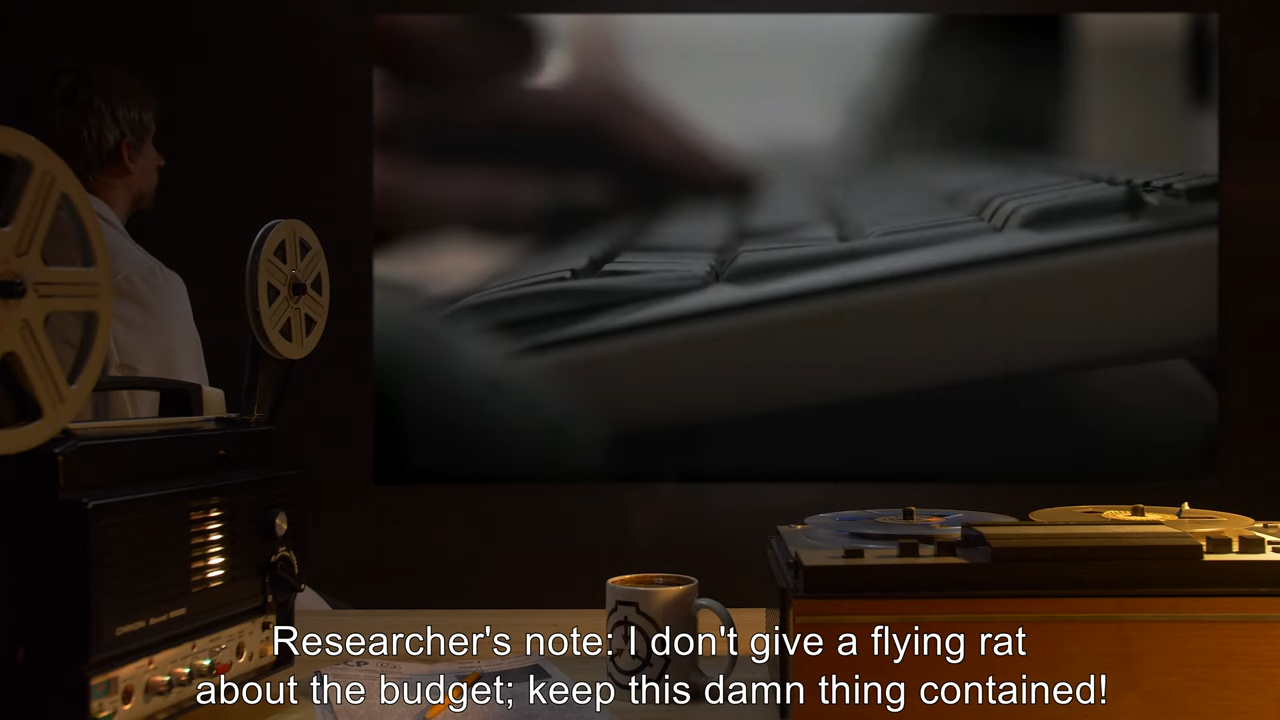 Researcher's note: I don't give a flying rat
about the budget; keep this damn thing contained!